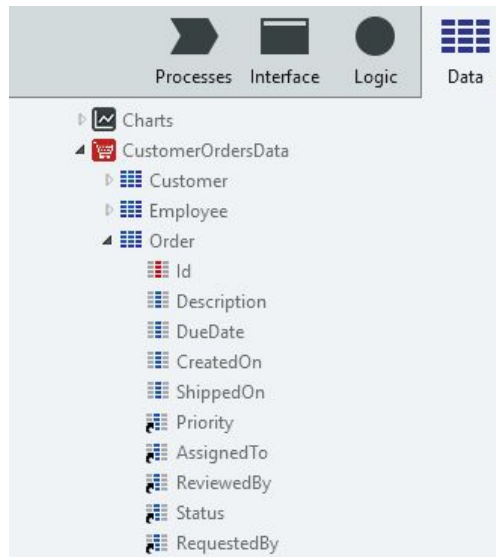 Processes Interface Logic Data
Charts
CustomerOrdersData
Customer
Employee
Order
Id
Description
DueDate
CreatedOn
ShippedOn
Priority
AssignedTo
ReviewedBy
Status
RequestedBy